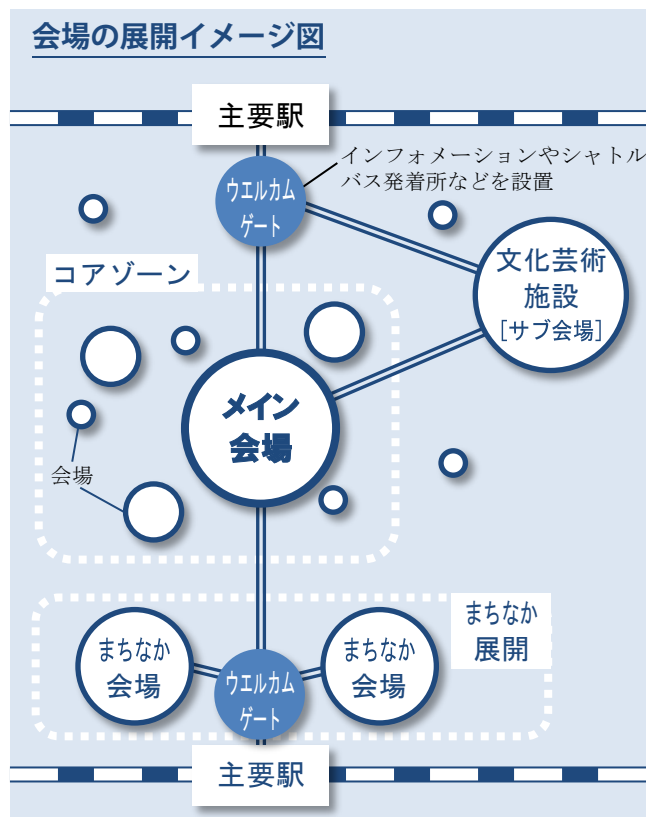 会場の展開イメージ図
主要駅
インフォメーションやシャトル
バス発着所などを設置
ウエルカム
ゲート
文化芸術
施設
[サブ会場]
コアゾーン
メイン
会場
会場
まちなか
展開
まちなか
会場
まちなか
会場
ウエルカム
ゲート
主要駅